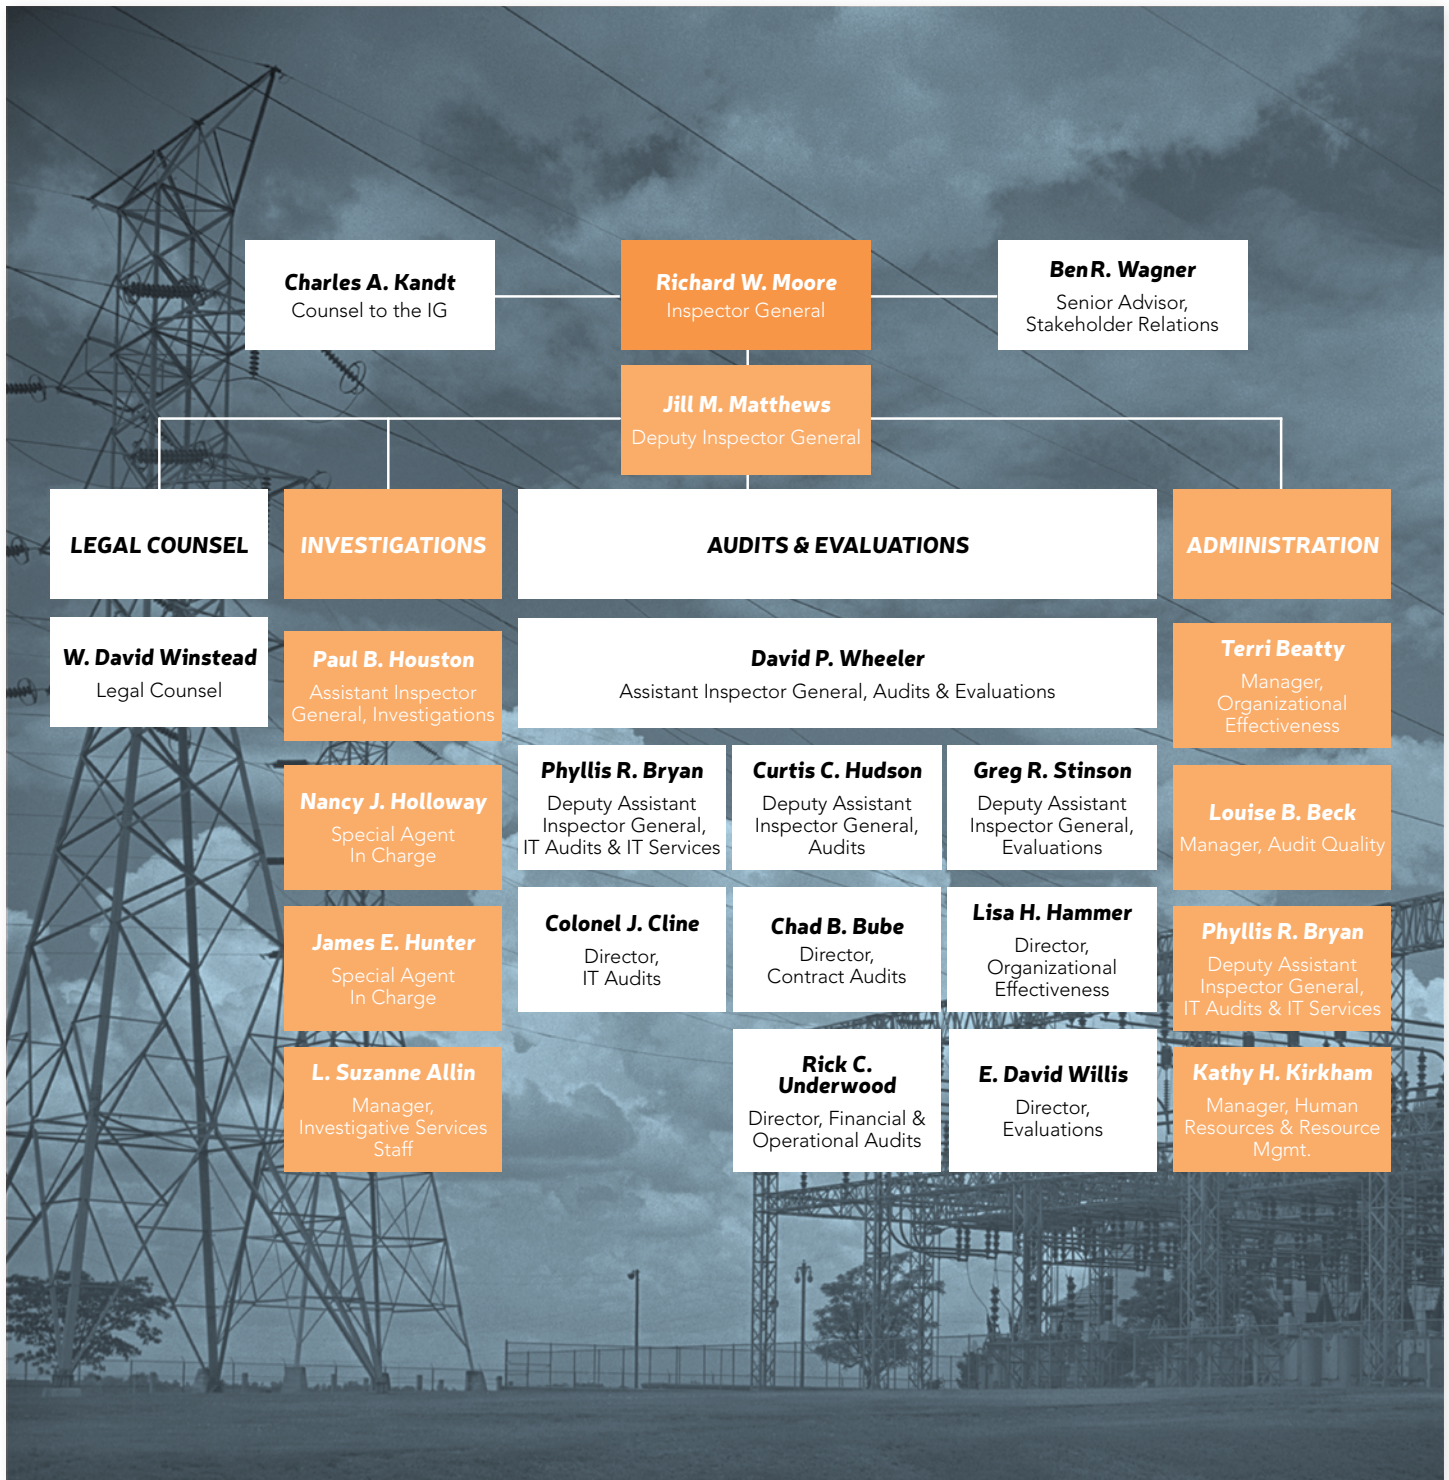 Charles A. Kandt
Counsel to the IG
Richard W. Moore
Inspector General
Ben R. Wagner
Senior Advisor,
Stakeholder Relations
Jill M. Matthews
Deputy Inspector General
LEGAL COUNSEL
INVESTIGATIONS
AUDITS & EVALUATIONS
ADMINISTRATION
W. David Winstead
Legal Counsel
Paul B. Houston
Assistant Inspector
General, Investigations
Nancy J. Holloway
Special Agent
In Charge
James E. Hunter
Special Agent
In Charge
L. Suzanne Allin
Manager,
Investigative Services
Staff
David P. Wheeler
Assistant Inspector General, Audits & Evaluations
Phyllis R. Bryan
Deputy Assistant
Inspector General,
IT Audits & IT Services
Curtis C. Hudson
Deputy Assistant
Inspector General,
Audits
Greg R. Stinson
Deputy Assistant
Inspector General,
Evaluations
Colonel J. Cline
Director,
IT Audits
Chad B. Bube
Director,
Contract Audits
Lisa H. Hammer
Director,
Organizational
Effectiveness
Rick C.
Underwood
Director, Financial &
Operational Audits
E. David Willis
Director,
Evaluations
Terri Beatty
Manager,
Organizational
Effectiveness
Louise B. Beck
Manager, Audit Quality
Phyllis R. Bryan
Deputy Assistant
Inspector General,
IT Audits & IT Services
Kathy H. Kirkham
Manager, Human
Resources & Resource
Mgmt.